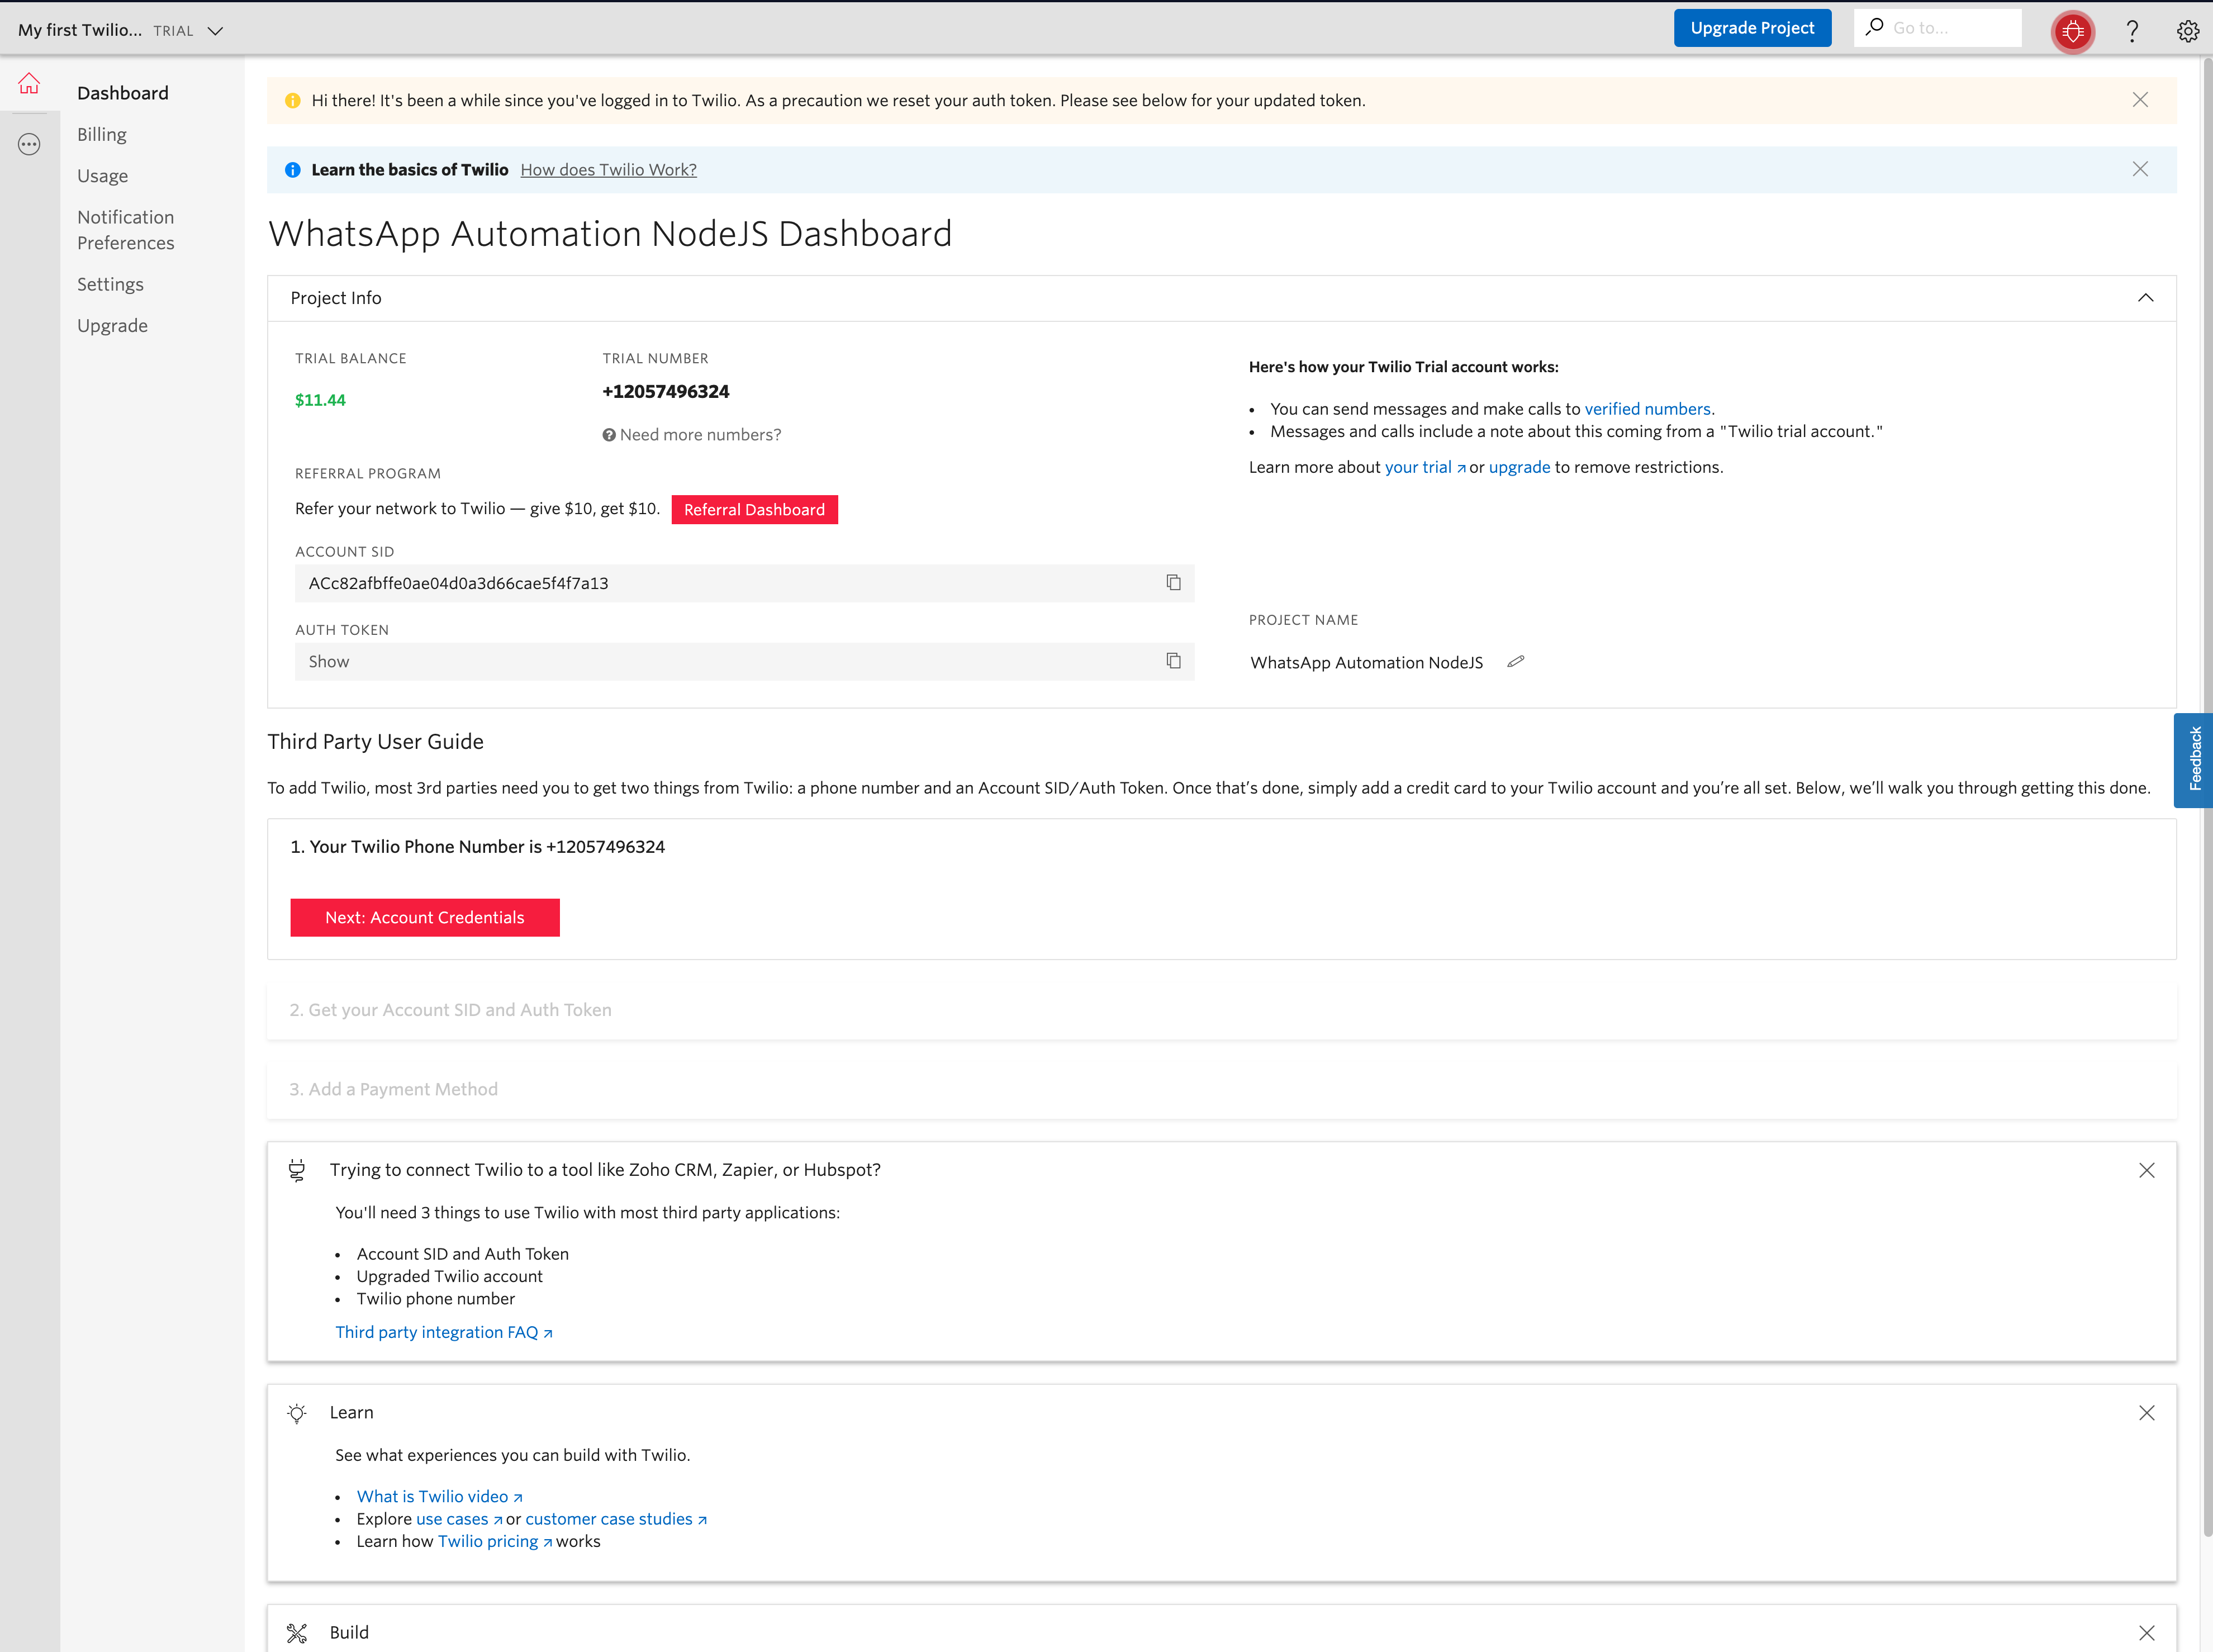 My first Twilio... TRIAL
Upgrade Project
Go to...
Dashboard
Billing
Usage
Notification
Preferences
Settings
Upgrade
Hi there! It's been a while since you've logged in to Twilio. As a precaution we reset your auth token. Please see below for your updated token.
Learn the basics of Twilio How does Twilio Work?
WhatsApp Automation NodeJS Dashboard
Project Info
TRIAL BALANCE
$11.44
TRIAL NUMBER
+12057496324
Need more numbers?
REFERRAL PROGRAM
Refer your network to Twilio — give $10, get $10. Referral Dashboard
ACCOUNT SID
ACc82afbffe0ae04d0a3d66cae5f4f7a13
AUTH TOKEN
Show
Here's how your Twilio Trial account works:
• You can send messages and make calls to verified numbers.
• Messages and calls include a note about this coming from a "Twilio trial account."
Learn more about your trial or upgrade to remove restrictions.
PROJECT NAME
WhatsApp Automation NodeJS
Feedback
Third Party User Guide
To add Twilio, most 3rd parties need you to get two things from Twilio: a phone number and an Account SID/Auth Token. Once that’s done, simply add a credit card to your Twilio account and you’re all set. Below, we’ll walk you through getting this done.
1. Your Twilio Phone Number is +12057496324
Next: Account Credentials
2. Get your Account SID and Auth Token
3. Add a Payment Method
Trying to connect Twilio to a tool like Zoho CRM, Zapier, or Hubspot?
You'll need 3 things to use Twilio with most third party applications:
• Account SID and Auth Token
• Upgraded Twilio account
• Twilio phone number
Third party integration FAQ
Learn
See what experiences you can build with Twilio.
• What is Twilio video
• Explore use cases or customer case studies
• Learn how Twilio pricing works
Build